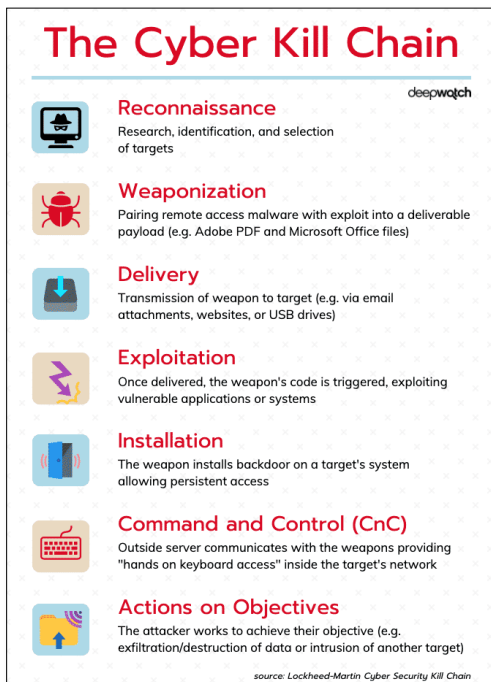 The Cyber Kill Chain
deepwatch
Reconnaissance
Research, identification, and selection
of targets
Weaponization
Pairing remote access malware with exploit into a deliverable
payload (e.g. Adobe PDF and Microsoft Office files)
Delivery
Transmission of weapon to target (e.g. via email
attachments, websites, or USB drives)
Exploitation
Once delivered, the weapon's code is triggered, exploiting
vulnerable applications or systems
Installation
The weapon installs backdoor on a target's system
allowing persistent access
Command and Control (CnC)
Outside server communicates with the weapons providing
"hands on keyboard access" inside the target's network
Actions on Objectives
The attacker works to achieve their objective (e.g.
exfiltration/destruction of data or intrusion of another target)
source: Lockheed-Martin Cyber Security Kill Chain